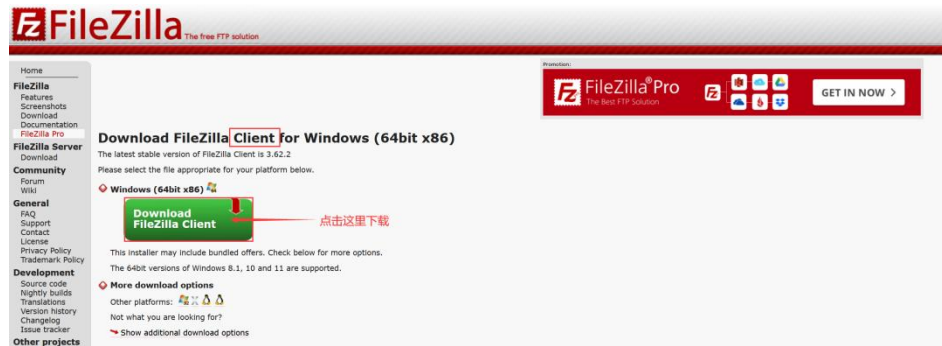 FileZilla The free FTP solution
Home
FileZilla
Features
Screenshots
Download
Documentation
FileZilla Pro
FileZilla Server
Download
Community
Forum
Wiki
General
FAQ
Support
Contact
License
Privacy Policy
Trademark Policy
Development
Source code
Nightly builds
Translations
Version history
Changelog
Issue tracker
Other projects
Promotion:
FileZilla® Pro
The Best FTP Solution
GET IN NOW >
Download FileZilla Client for Windows (64bit x86)
The latest stable version of FileZilla Client is 3.62.2
Please select the file appropriate for your platform below.
Windows (64bit x86)
Download
FileZilla Client
点击这里下载
This installer may include bundled offers. Check below for more options.
The 64bit versions of Windows 8.1, 10 and 11 are supported.
More download options
Other platforms:
Not what you are looking for?
Show additional download options